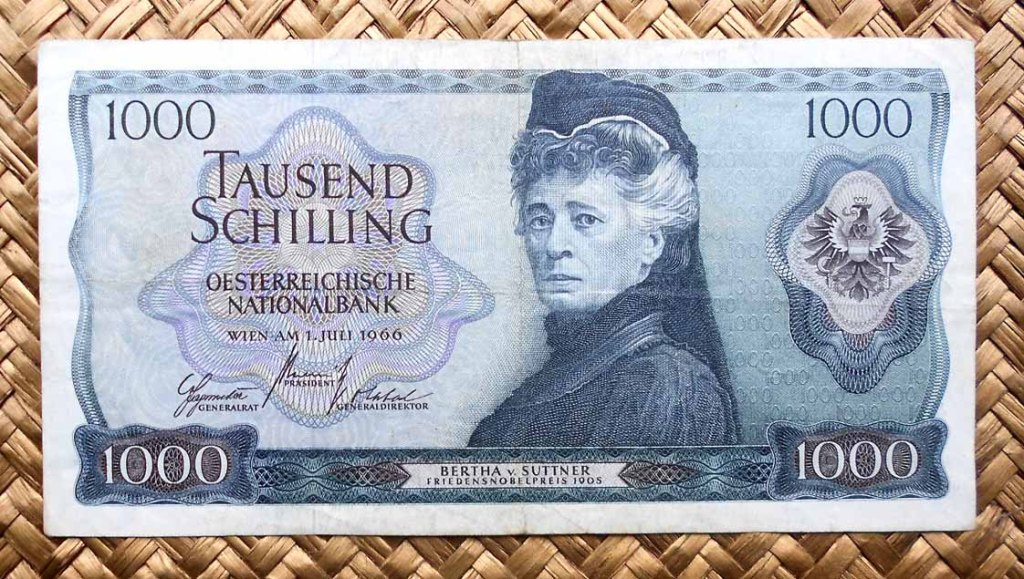 1000
1000
TAUSEND
SCHILLING
OESTERREICHISCHE
NATIONALBANK
WIEN AM 1. JULI 1966
PRÄSIDENT
GENERALRAT
GENERALDIREKTOR
1000
BERTHA v. SUTTNER
FRIEDENSNOBELPREIS 1905
1000